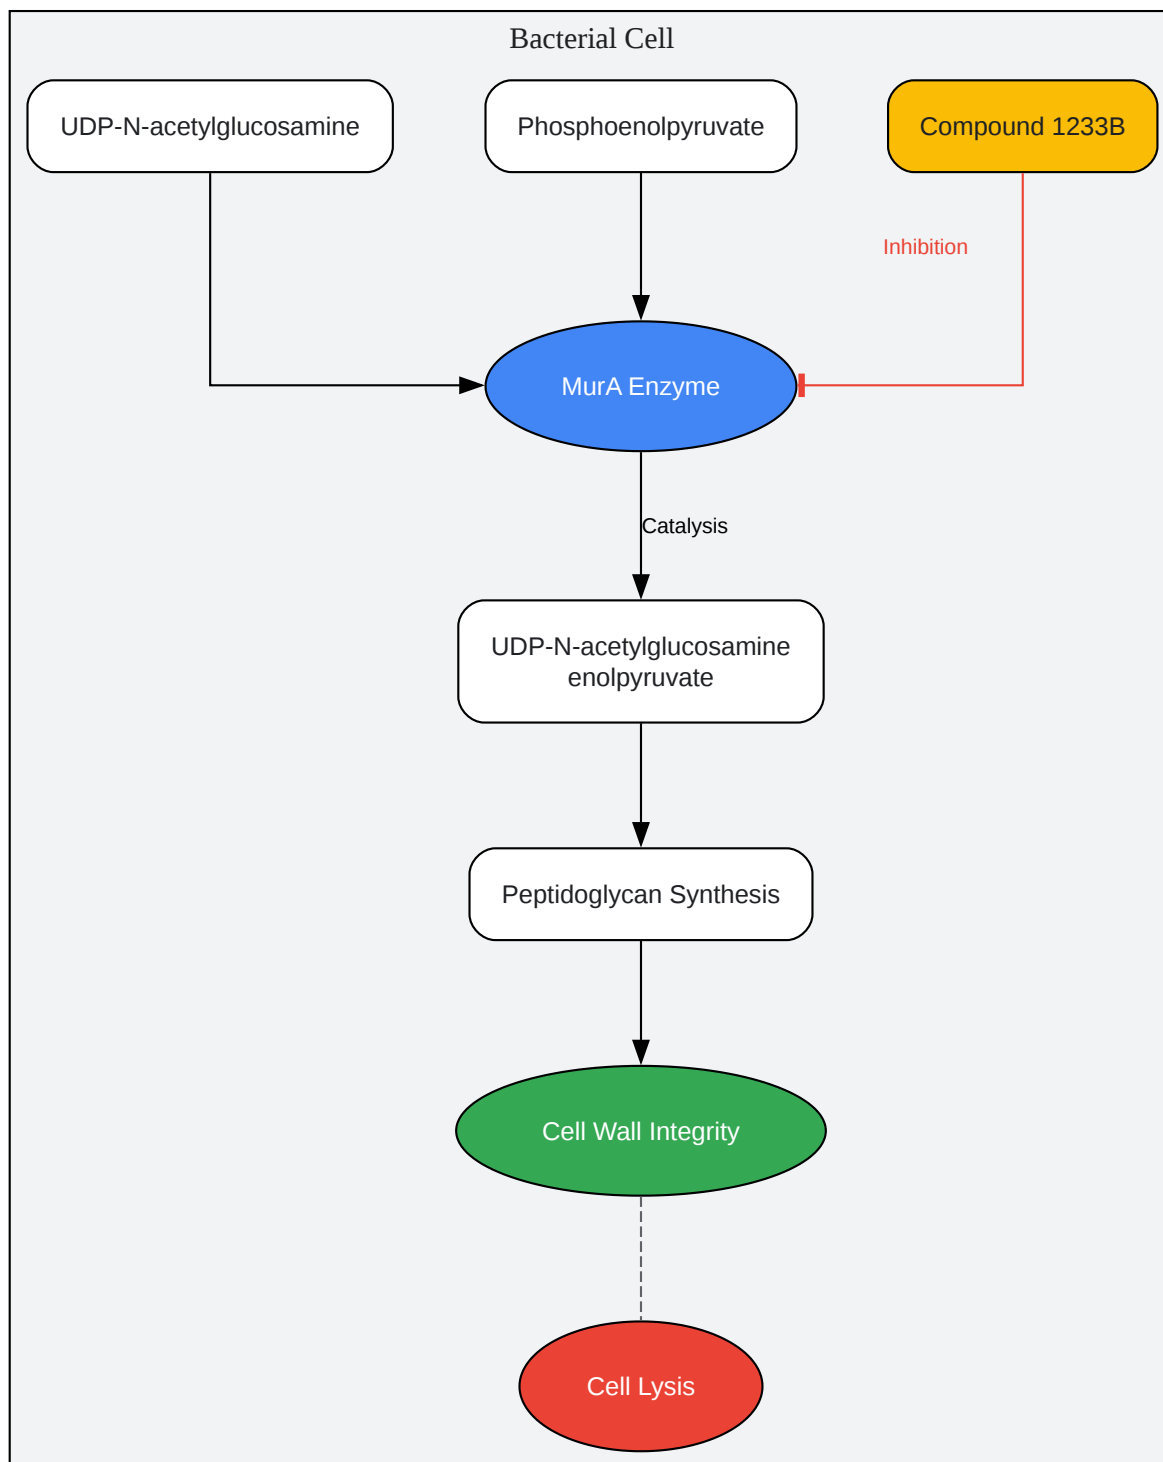 Bacterial Cell
UDP-N-acetylglucosamine
Phosphoenolpyruvate
Compound 1233B
Inhibition
MurA Enzyme
Catalysis
UDP-N-acetylglucosamine
enolpyruvate
Peptidoglycan Synthesis
Cell Wall Integrity
Cell Lysis